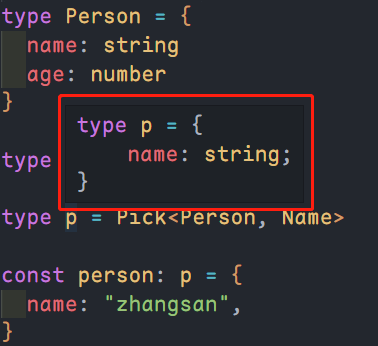 type Person = {
name: string
age: number
}
type p = {
name: string;
}
type
type p = Pick<Person, Name>
const person: p = {
name: "zhangsan",
}